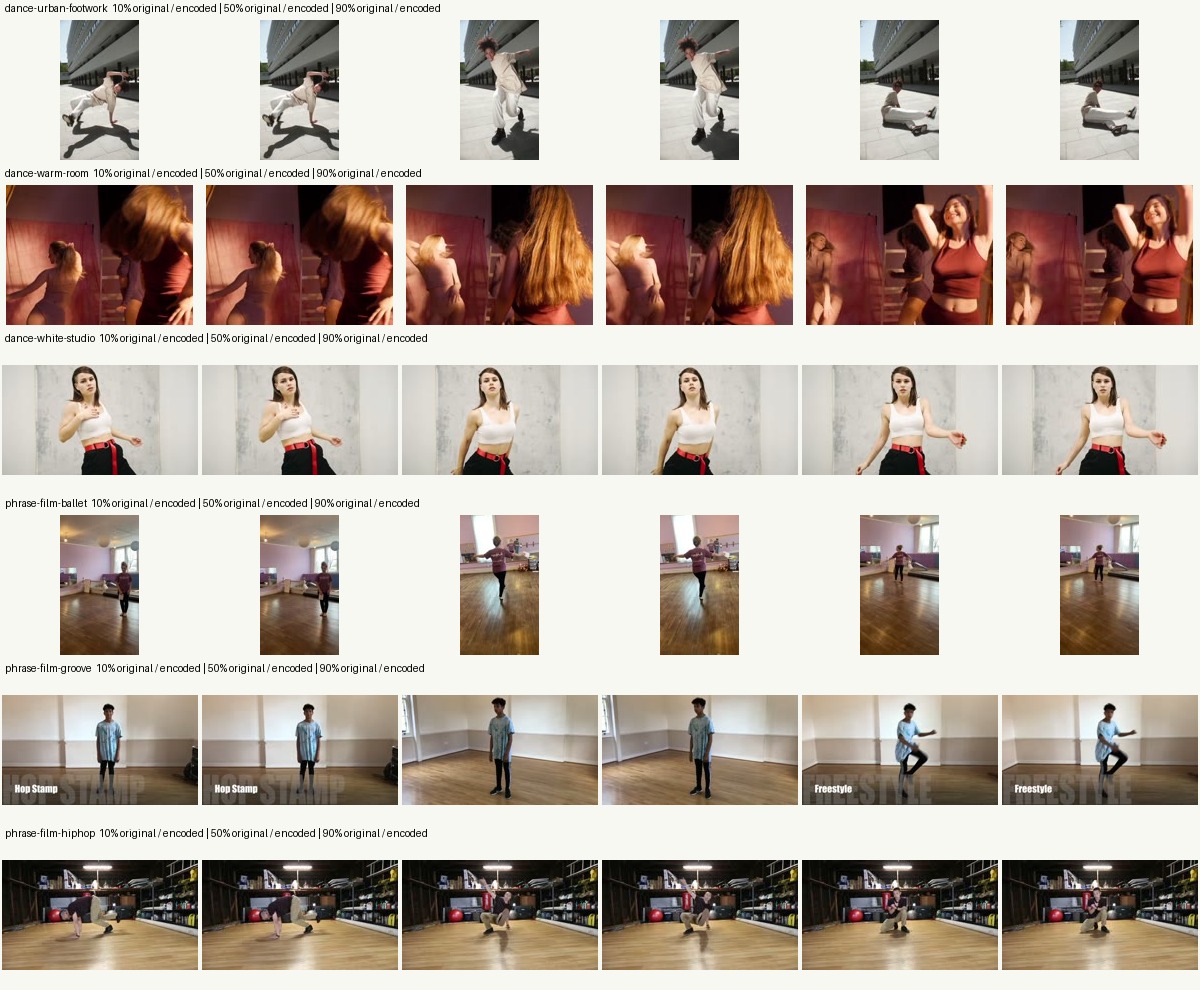 dance-urban-footwork 10% original / encoded | 50% original / encoded | 90% original / encoded
dance-warm-room 10% original / encoded | 50% original / encoded | 90% original / encoded
dance-white-studio 10% original / encoded | 50% original / encoded | 90% original / encoded
phrase-film-ballet 10% original / encoded | 50% original / encoded | 90% original / encoded
phrase-film-groove 10% original / encoded | 50% original / encoded | 90% original / encoded
HOP STAMP
Hop Stamp
HOP STAMP
Hop Stamp
FREESTYLE
Freestyle
FREESTYLE
Freestyle
phrase-film-hiphop 10% original / encoded | 50% original / encoded | 90% original / encoded